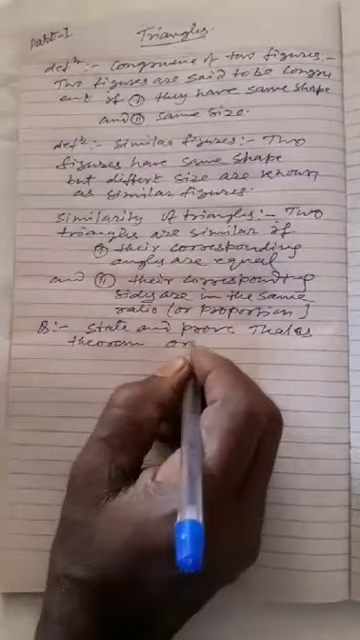 Part-I
Triangles.
defn:- Congruence of two figures.-
Two figures are said to be congru
ent if (i) they have same shape
and (ii) same size.
defn:- similar figures:- Two
figures have same shape
but differt size are known
as similar figures.
similarity of triangles:- Two
triangles are similar if
(i) their corresponding
angles are equal
and (ii) their corresponding
sides are in the same
ratio (or proportion)
Q:- state and prove Thales
theorem or